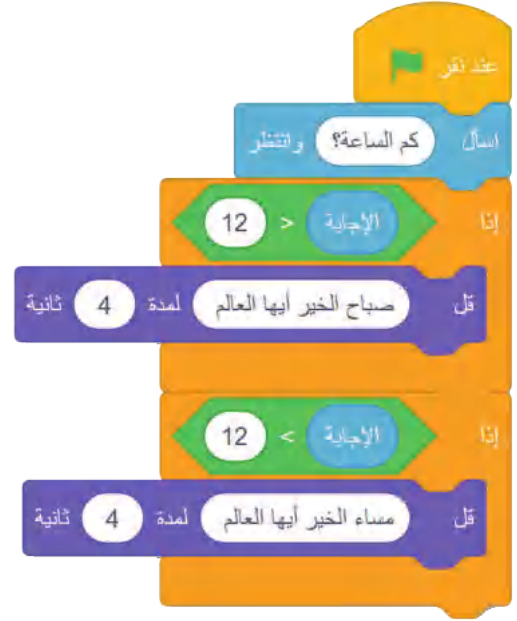 عند نقر
اسأل كم الساعة؟ وانتظر
إذا الإجابة < 12
قل صباح الخير أيها العالم لمدة 4 ثانية
إذا الإجابة > 12
قل مساء الخير أيها العالم لمدة 4 ثانية